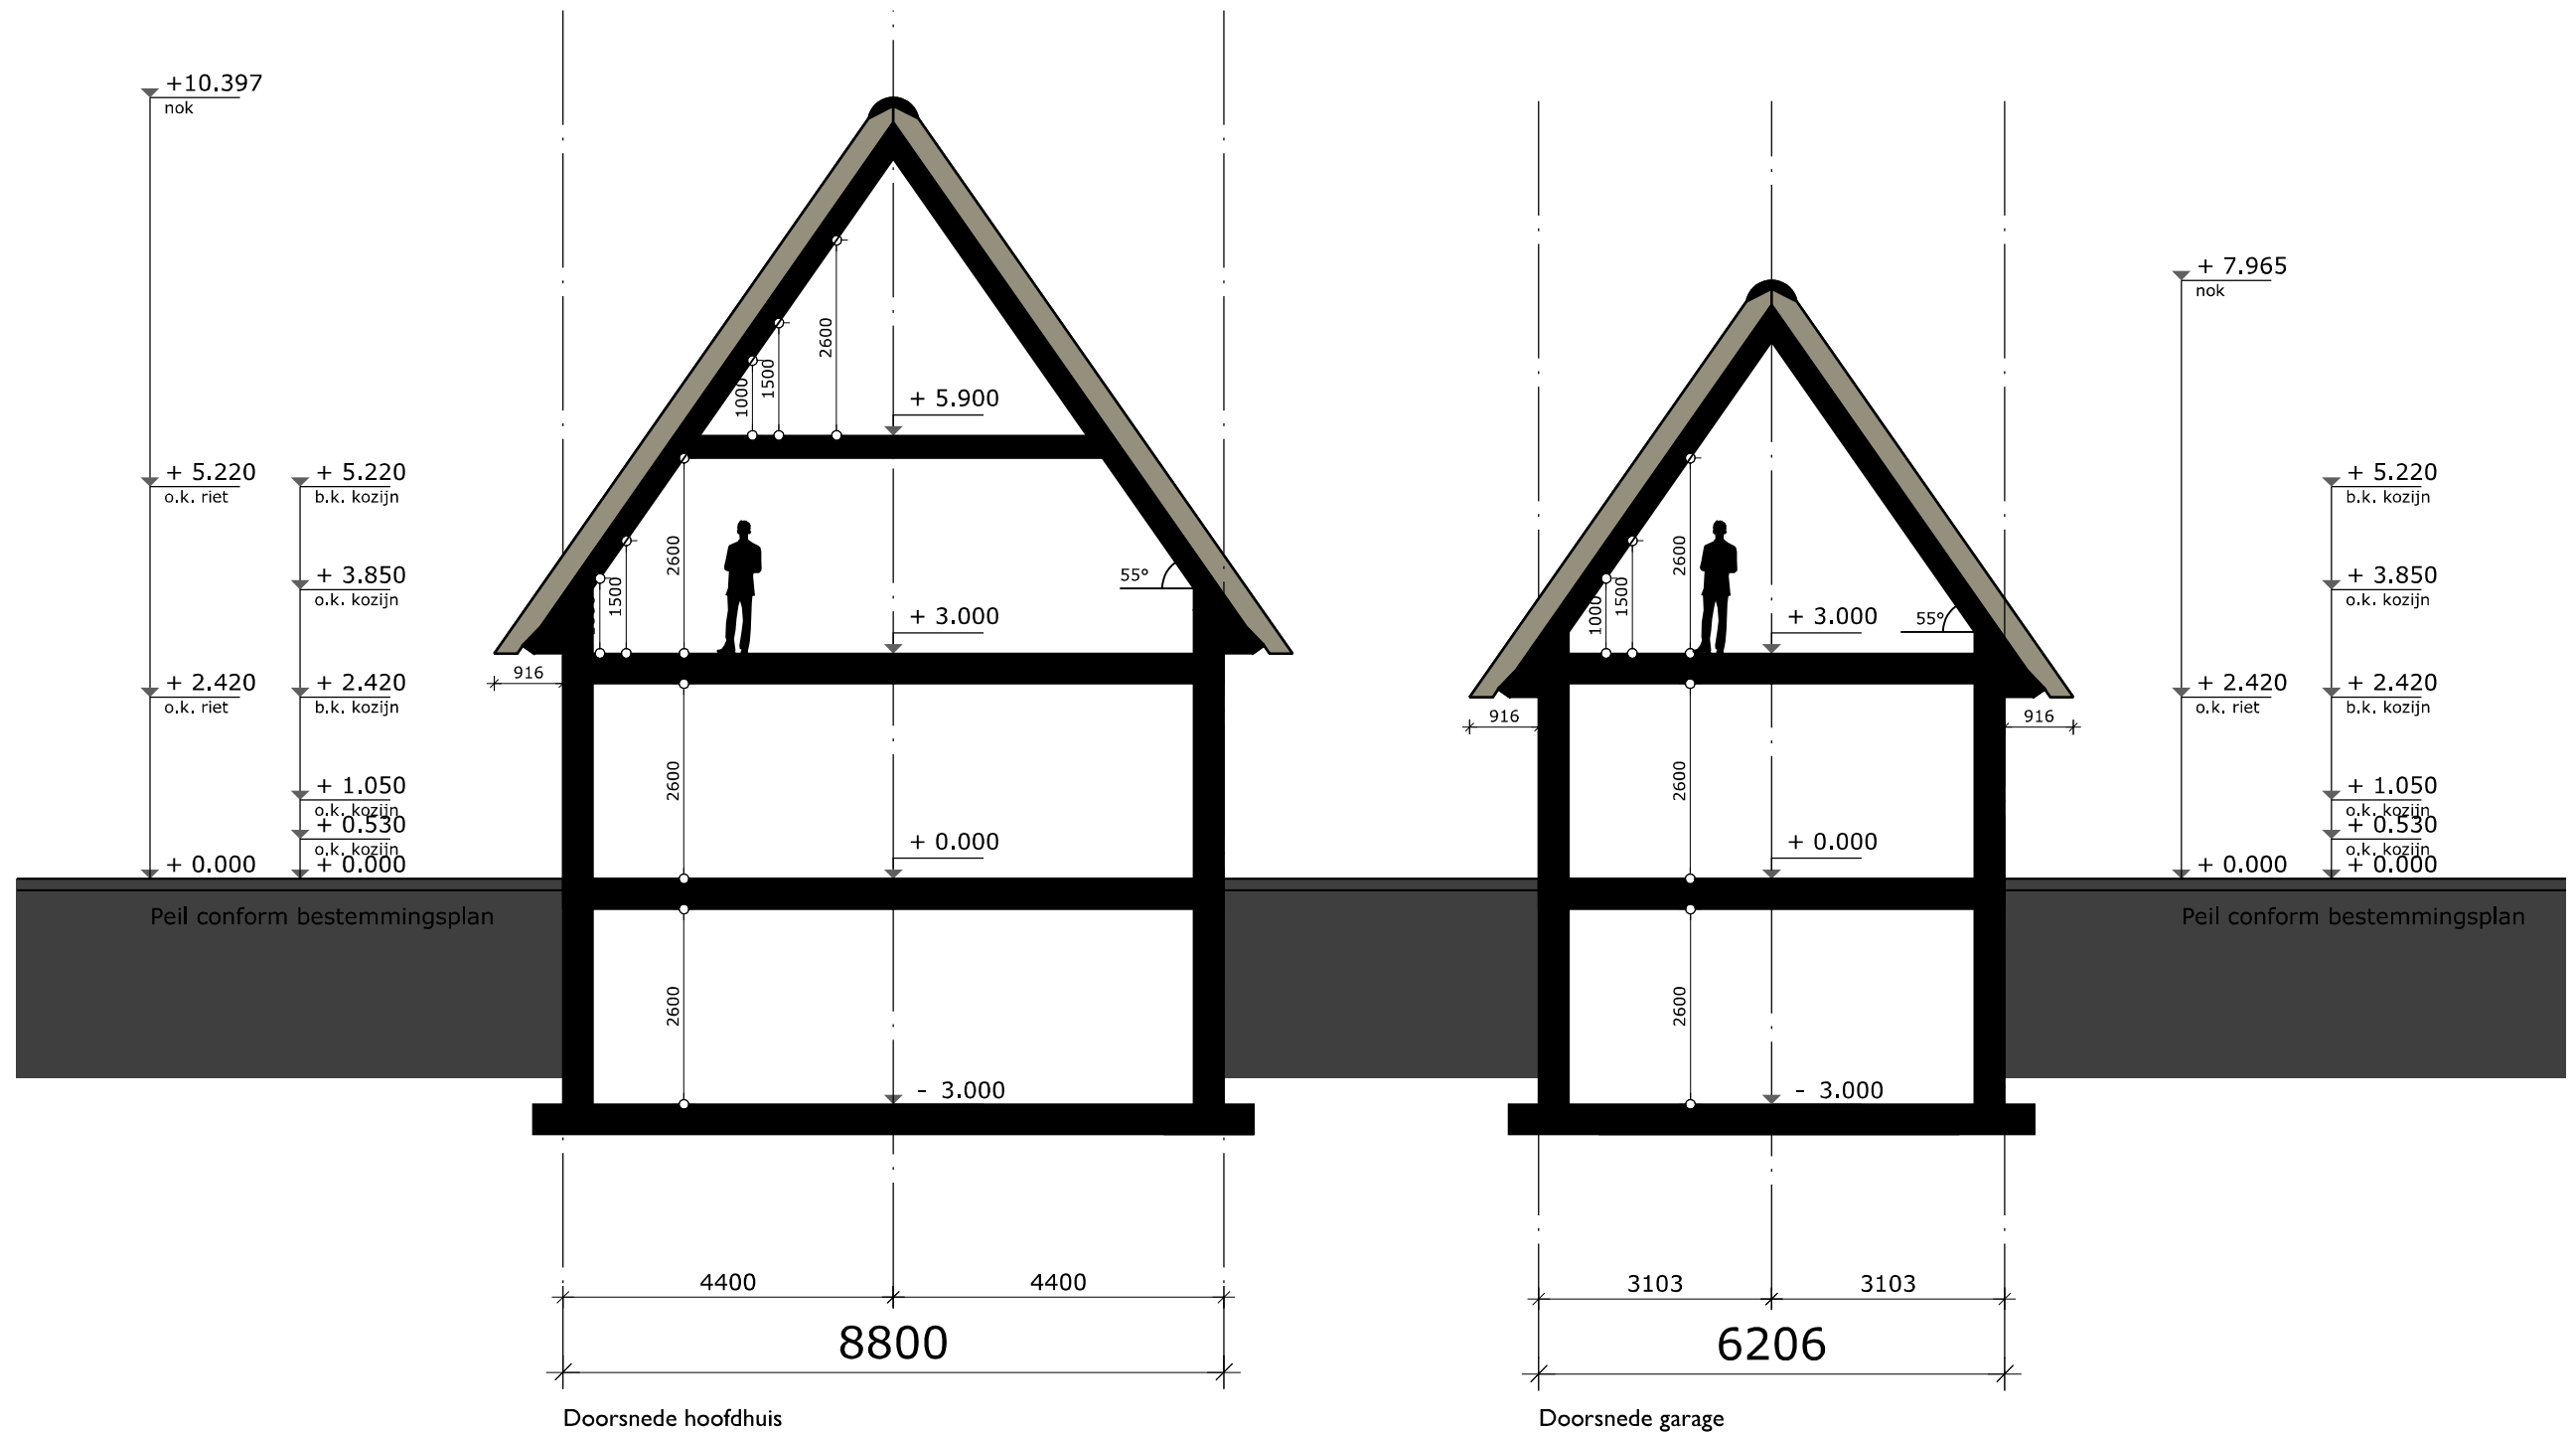 +10.397
nok
+ 5.220
o.k. riet
+ 2.420
o.k. riet
+ 0.000
+ 5.220
b.k. kozijn
+ 3.850
o.k. kozijn
+ 2.420
b.k. kozijn
+ 1.050
o.k. kozijn
+ 0.530
o.k. kozijn
+ 0.000
Peil conform bestemmingsplan
2600
1500
1000
+ 5.900
2600
1500
55°
+ 3.000
916
2600
+ 0.000
2600
- 3.000
4400
4400
8800
Doorsnede hoofdhuis
2600
1500
1000
+ 3.000
55°
916
916
2600
+ 0.000
2600
- 3.000
3103
3103
6206
Doorsnede garage
+ 7.965
nok
+ 2.420
o.k. riet
+ 0.000
+ 5.220
b.k. kozijn
+ 3.850
o.k. kozijn
+ 2.420
b.k. kozijn
+ 1.050
o.k. kozijn
+ 0.530
o.k. kozijn
+ 0.000
Peil conform bestemmingsplan